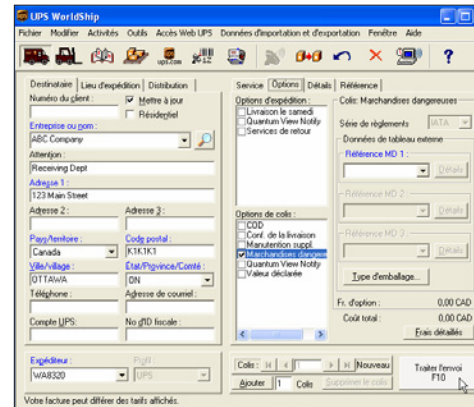 UPS WorldShip
Fichier Modifier Activités Outils Accès Web UPS Données d'importation et d'exportation Fenêtre Aide
Destinataire Lieu d'expédition Distribution
Numéro du client :
Mettre à jour
Résidentiel
Entreprise ou nom :
ABC Company
Attention :
Receiving Dept
Adresse 1 :
123 Main Street
Adresse 2 : Adresse 3 :
Pays/territoire : Code postal :
Canada K1K1K1
Ville/village : État/Province/Comté :
OTTAWA ON
Téléphone : Adresse de courriel :
Compte UPS: No d'ID fiscale :
Expéditeur : Profil :
WA8320 UPS
Votre facture peut différer des tarifs affichés.
Service Options Détails Référence
Options d'expédition :
Livraison le samedi
Quantum View Notify
Services de retour
Options de colis :
COD
Conf. de la livraison
Manutention suppl.
Marchandises dangere
Quantum View Notify
Valeur déclarée
Colis: Marchandises dangereuses
Série de règlements IATA
Données de tableau externe
Référence MD 1 :
Détails
Référence MD 2 :
Détails
Référence MD 3 :
Détails
Type d'emballage...
Fr. d'option : 0,00 CAD
Coût total : 0,00 CAD
Frais détaillés
Colis : 1 Nouveau
Ajouter 1 Colis Supprimer le colis
Traiter l'envoi
F10